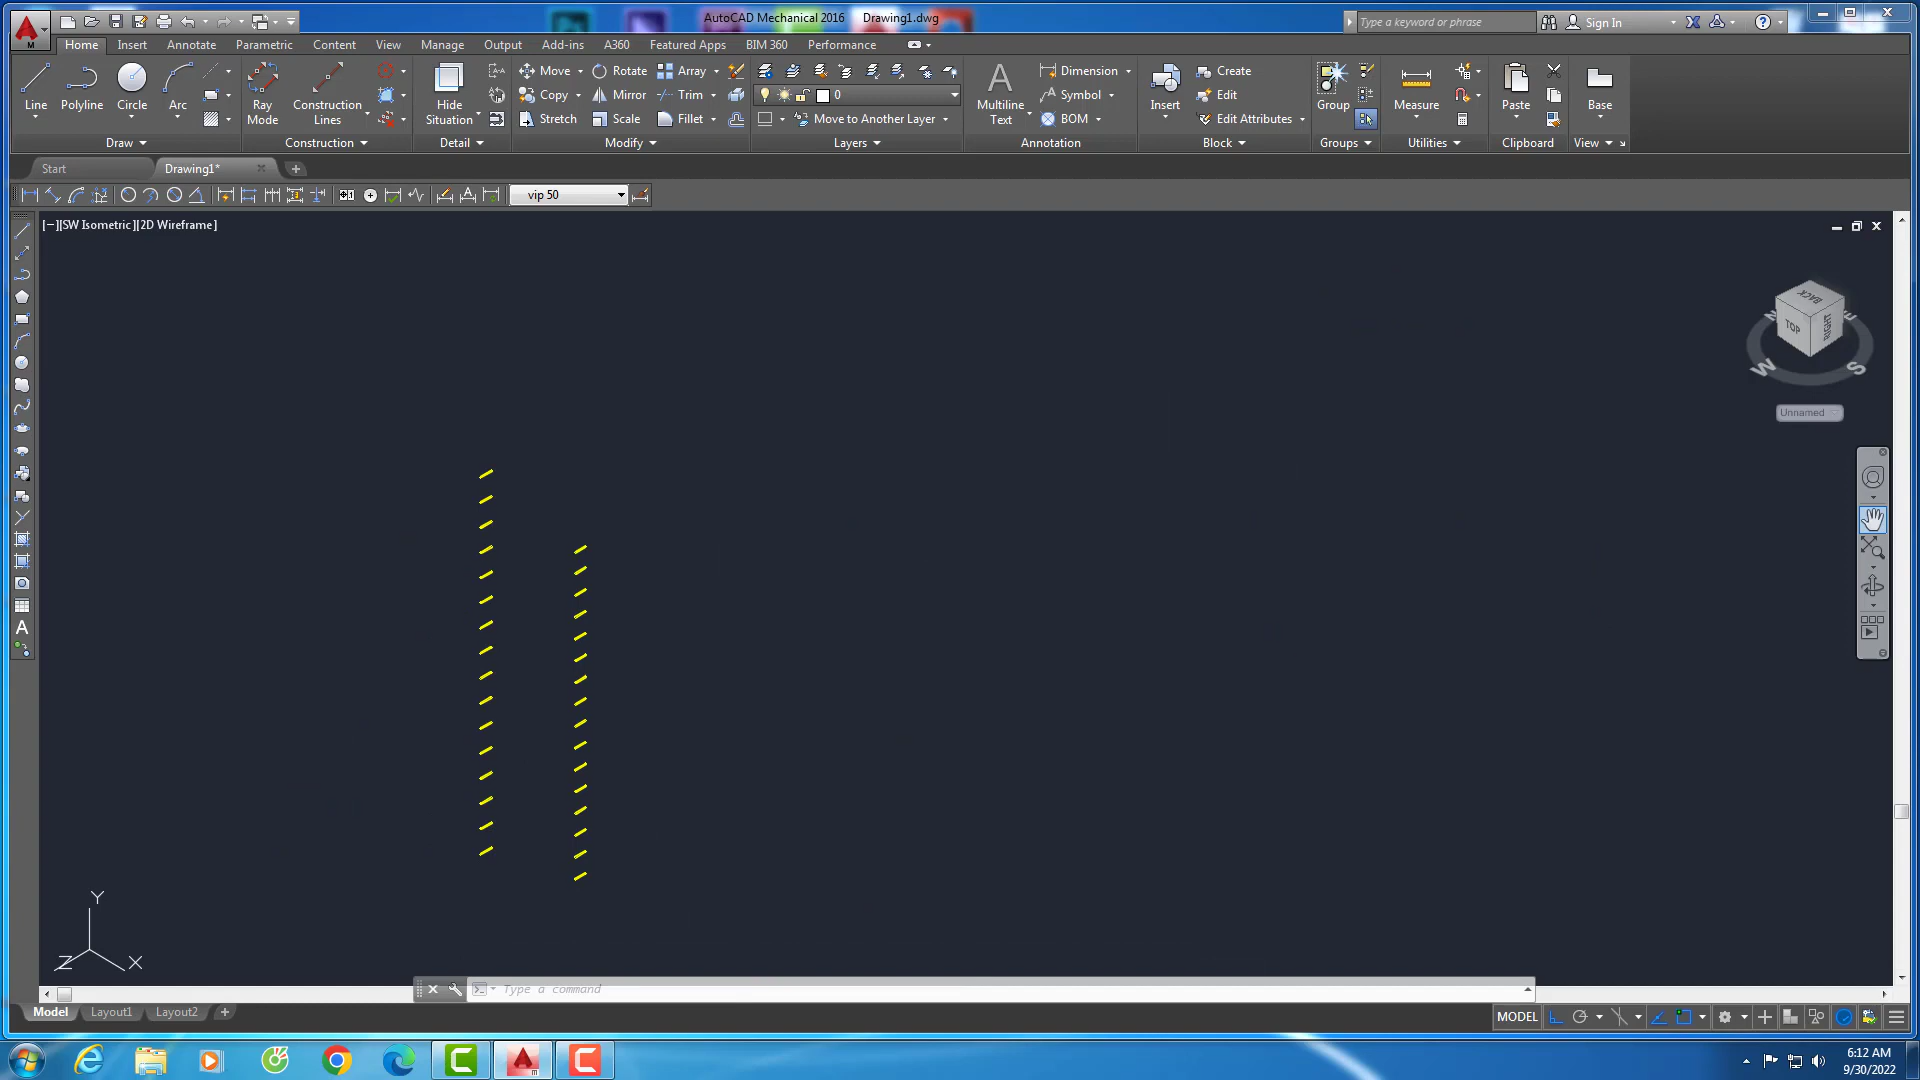 AutoCAD Mechanical 2016 Drawing1.dwg
Type a keyword or phrase
Sign In
M
Home Insert Annotate Parametric Content View Manage Output Add-ins A360 Featured Apps BIM 360 Performance
Line Polyline Circle Arc
Ray Mode
Construction Lines
Hide Situation
Move Rotate Array
Copy Mirror Trim
Stretch Scale Fillet
0
Move to Another Layer
Multiline Text
Dimension
Symbol
BOM
Insert
Create
Edit
Edit Attributes
Group
Measure
Paste
Base
Draw Construction Detail Modify Layers Annotation Block Groups Utilities Clipboard View
Start Drawing1*
vip 50
[−][SW Isometric][2D Wireframe]
BACK
TOP
RIGHT
W S
Unnamed
A
Y
Z X
Type a command
Model Layout1 Layout2
MODEL
6:12 AM
9/30/2022